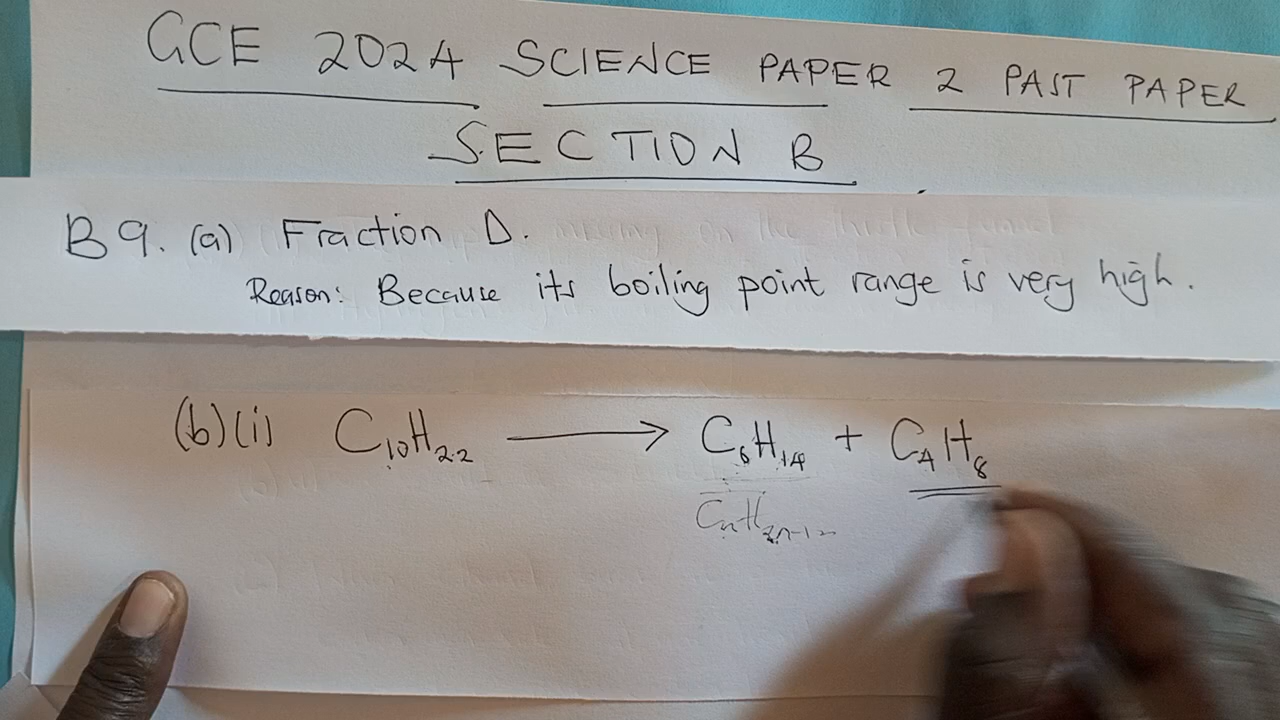 GCE 2024 SCIENCE PAPER 2 PAST PAPER
SECTION B
B9. (a) Fraction D.
Reason: Because its boiling point range is very high.
(b)(i) C₁₀H₂₂ ⟶ C₆H₁₄ + C₄H₈